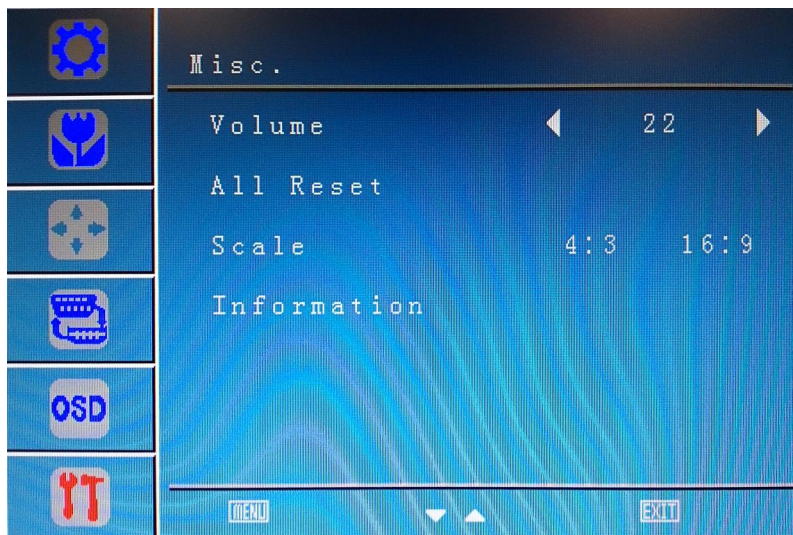 Misc.
Volume 22
All Reset
Scale 4:3 16:9
Information
OSD
MENU EXIT